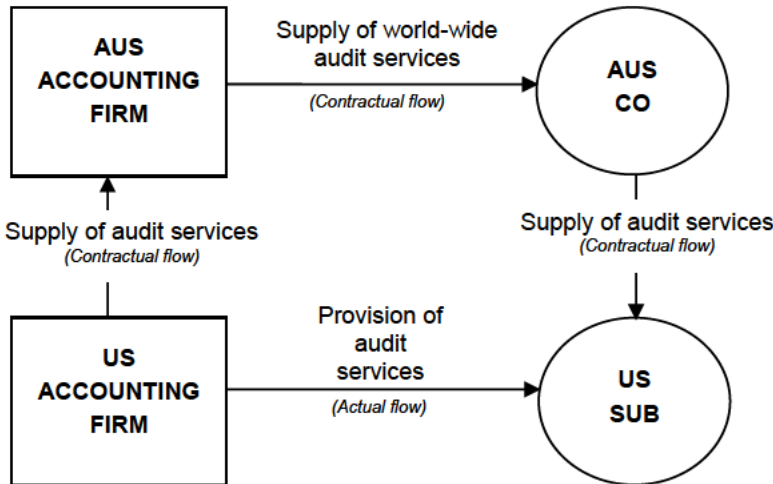 AUS
ACCOUNTING
FIRM
Supply of world-wide
audit services
(Contractual flow)
AUS
CO
Supply of audit services
(Contractual flow)
Supply of audit services
(Contractual flow)
US
ACCOUNTING
FIRM
Provision of
audit
services
(Actual flow)
US
SUB